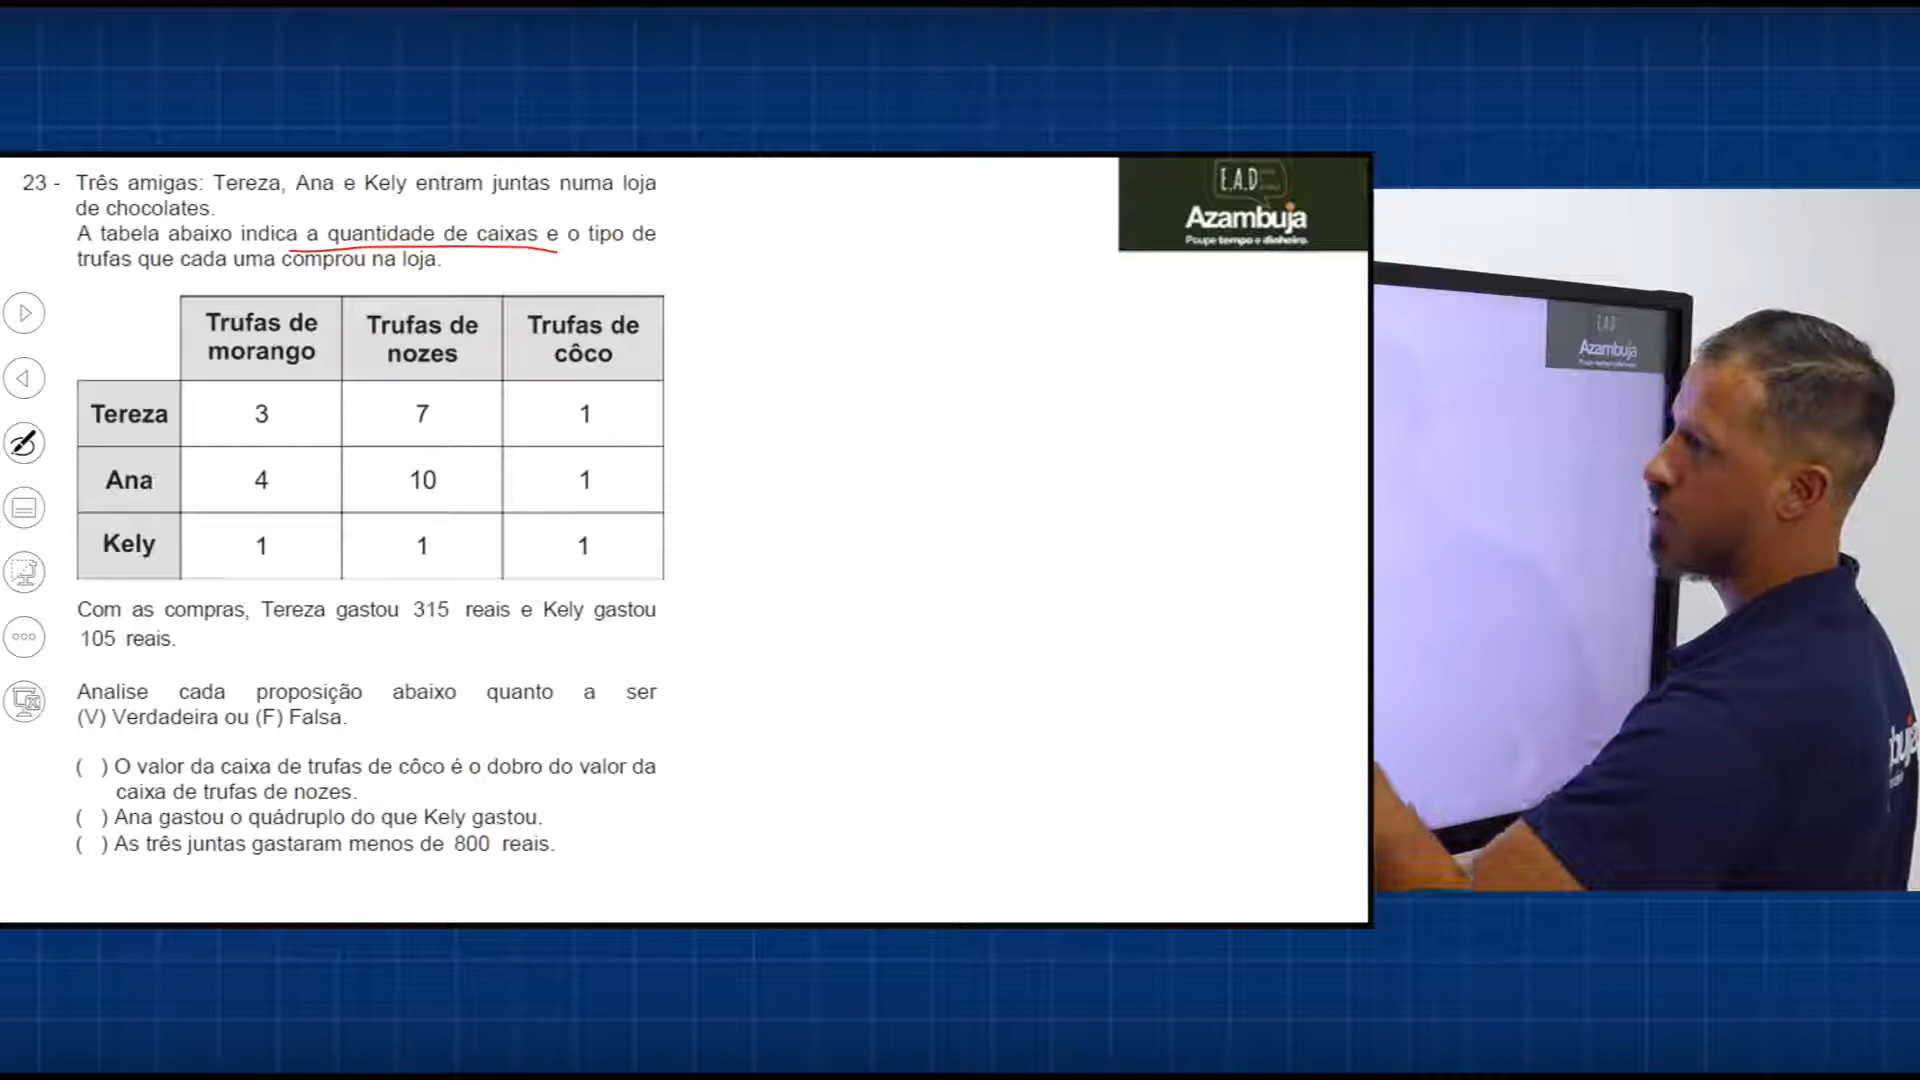 23 - Três amigas: Tereza, Ana e Kely entram juntas numa loja
de chocolates.
A tabela abaixo indica a quantidade de caixas e o tipo de
trufas que cada uma comprou na loja.
Trufas de morango Trufas de nozes Trufas de côco
Tereza 3 7 1
Ana 4 10 1
Kely 1 1 1
Com as compras, Tereza gastou 315 reais e Kely gastou
105 reais.
Analise cada proposição abaixo quanto a ser
(V) Verdadeira ou (F) Falsa.
( ) O valor da caixa de trufas de côco é o dobro do valor da
caixa de trufas de nozes.
( ) Ana gastou o quádruplo do que Kely gastou.
( ) As três juntas gastaram menos de 800 reais.
E.A.D
Azambuja
Poupe tempo e dinheiro.
E.A.D
Azambuja
buja